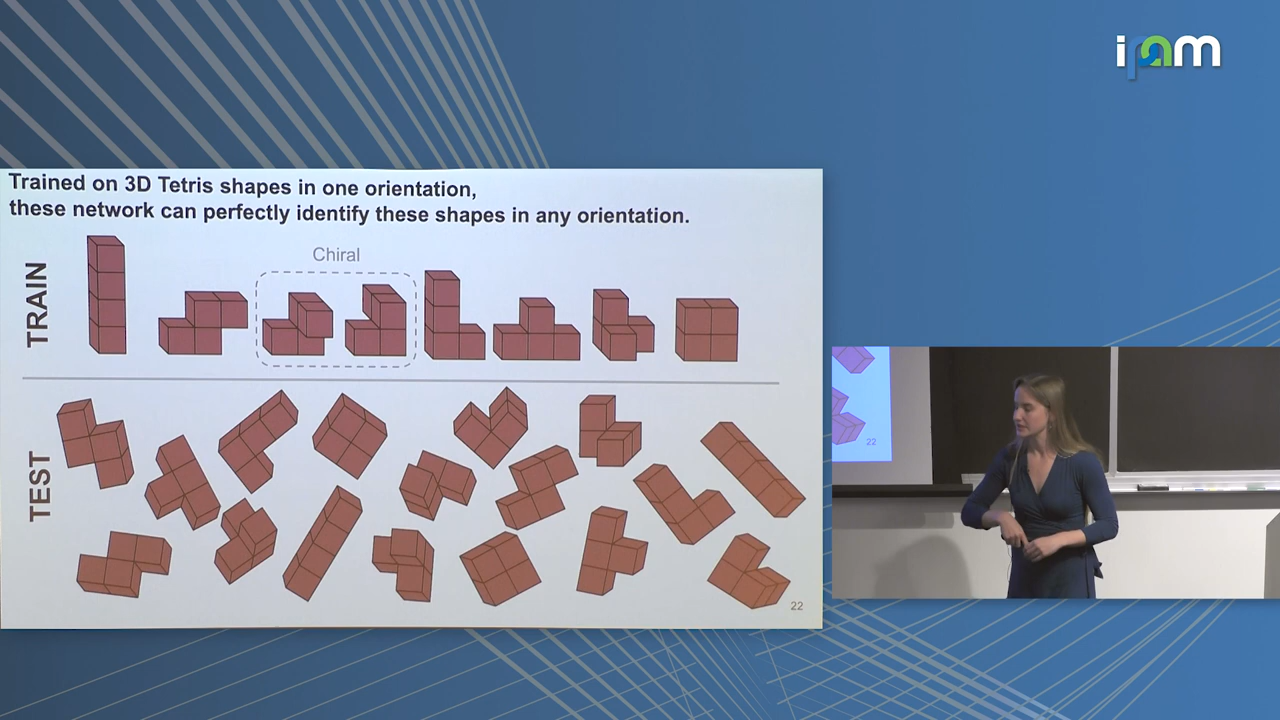 ipam
Trained on 3D Tetris shapes in one orientation,
these network can perfectly identify these shapes in any orientation.
Chiral
TRAIN
TEST
22
22